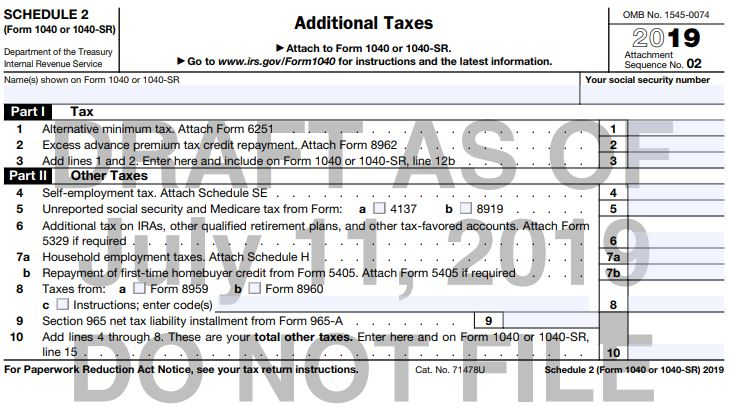 SCHEDULE 2
(Form 1040 or 1040-SR)
Department of the Treasury
Internal Revenue Service
Additional Taxes
▶ Attach to Form 1040 or 1040-SR.
▶ Go to www.irs.gov/Form1040 for instructions and the latest information.
OMB No. 1545-0074
2019
Attachment
Sequence No. 02
Name(s) shown on Form 1040 or 1040-SR
Your social security number
Part I Tax
1 Alternative minimum tax. Attach Form 6251 . . . . . . . . . . . . . . . . . . . . 1
2 Excess advance premium tax credit repayment. Attach Form 8962 . . . . . . . . . . . . 2
3 Add lines 1 and 2. Enter here and include on Form 1040 or 1040-SR, line 12b . . . . . . . . 3
Part II Other Taxes
4 Self-employment tax. Attach Schedule SE . . . . . . . . . . . . . . . . . . . . 4
5 Unreported social security and Medicare tax from Form: a 4137 b 8919 . . . . . . . 5
6 Additional tax on IRAs, other qualified retirement plans, and other tax-favored accounts. Attach Form
5329 if required . . . . . . . . . . . . . . . . . . . . . . . . . . . . 6
7a Household employment taxes. Attach Schedule H . . . . . . . . . . . . . . . . . 7a
b Repayment of first-time homebuyer credit from Form 5405. Attach Form 5405 if required . . . . . 7b
8 Taxes from: a Form 8959 b Form 8960
c Instructions; enter code(s) 8
9 Section 965 net tax liability installment from Form 965-A . . . . . . . 9
10 Add lines 4 through 8. These are your total other taxes. Enter here and on Form 1040 or 1040-SR,
line 15 . . . . . . . . . . . . . . . . . . . . . . . . . . . . . . . 10
For Paperwork Reduction Act Notice, see your tax return instructions.
Cat. No. 71478U
Schedule 2 (Form 1040 or 1040-SR) 2019
DRAFT AS OF
July 11, 2019
DO NOT FILE